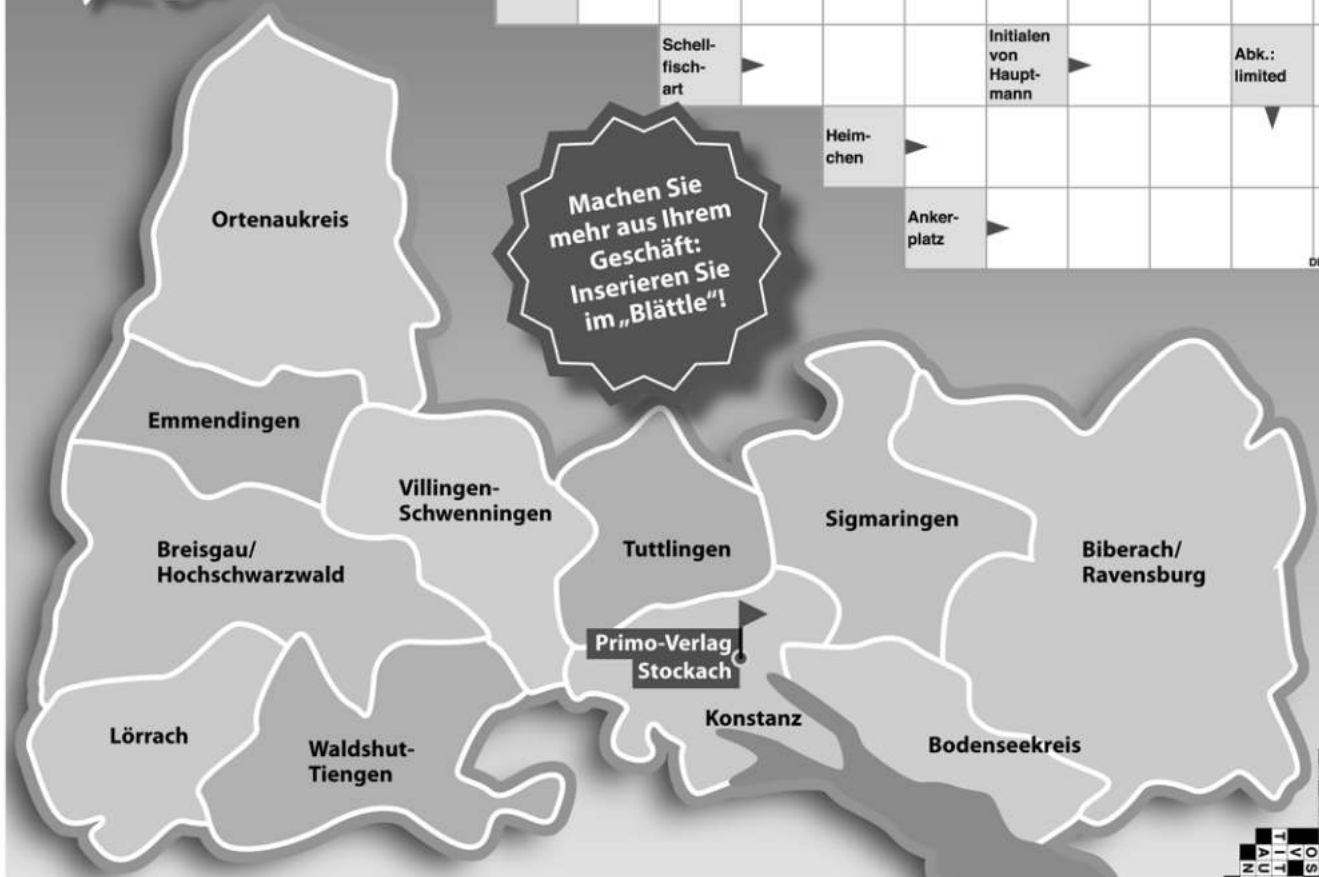 Schell-
fisch-
art
Initialen
von
Haupt-
mann
Abk.:
limited
Heim-
chen
Anker-
platz
Machen Sie
mehr aus Ihrem
Geschäft:
Inserieren Sie
im „Blättle“!
Ortenaukreis
Emmendingen
Villingen-
Schwenningen
Breisgau/
Hochschwarzwald
Tuttlingen
Sigmaringen
Biberach/
Ravensburg
Primo-Verlag
Stockach
Lörrach
Waldshut-
Tiengen
Konstanz
Bodenseekreis